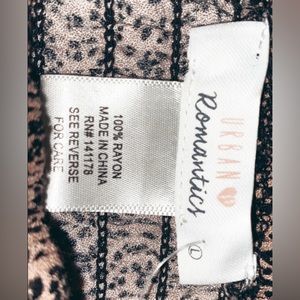 URBAN
Romantics
L
100% RAYON
MADE IN CHINA
RN# 141178
SEE REVERSE
FOR CARE